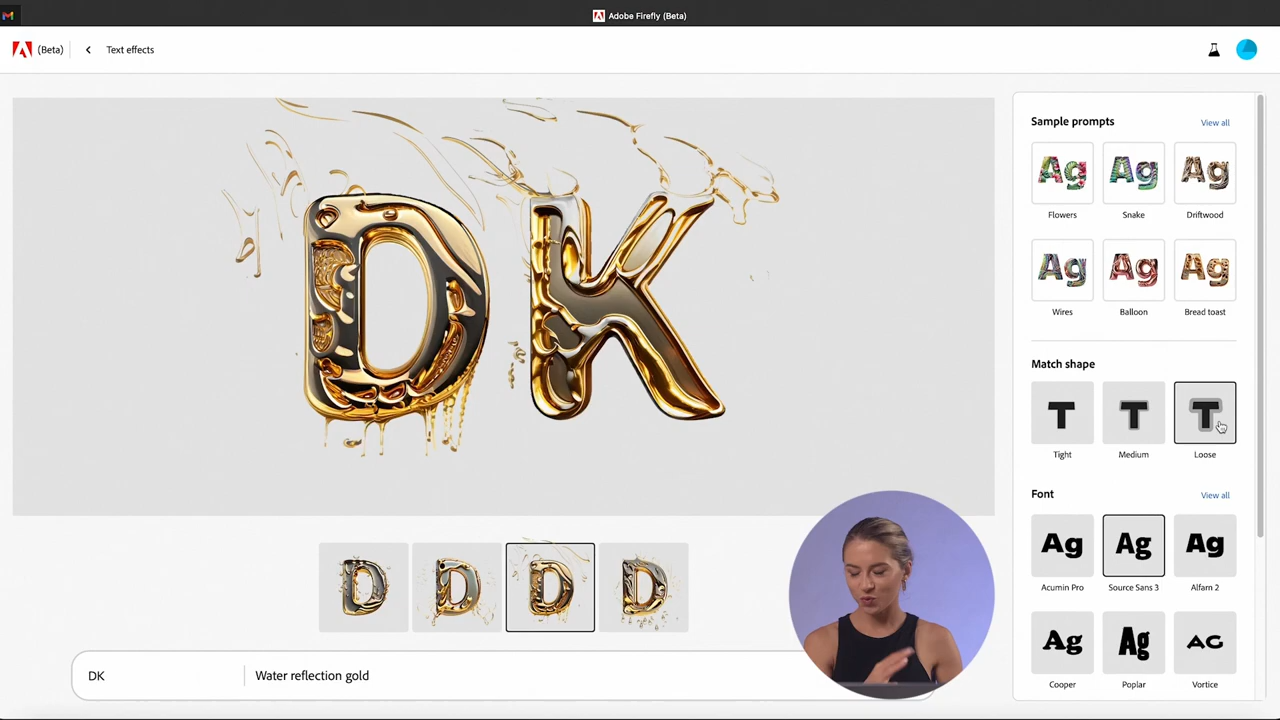 Adobe Firefly (Beta)
(Beta)
Text effects
DK
Sample prompts
View all
Ag
Ag
Ag
Flowers
Snake
Driftwood
Ag
Ag
Ag
Wires
Balloon
Bread toast
Match shape
T
T
T
Tight
Medium
Loose
Font
View all
Ag
Ag
Ag
Acumin Pro
Source Sans 3
Alfarn 2
Ag
Ag
AG
Cooper
Poplar
Vortice
D
D
D
D
DK
Water reflection gold